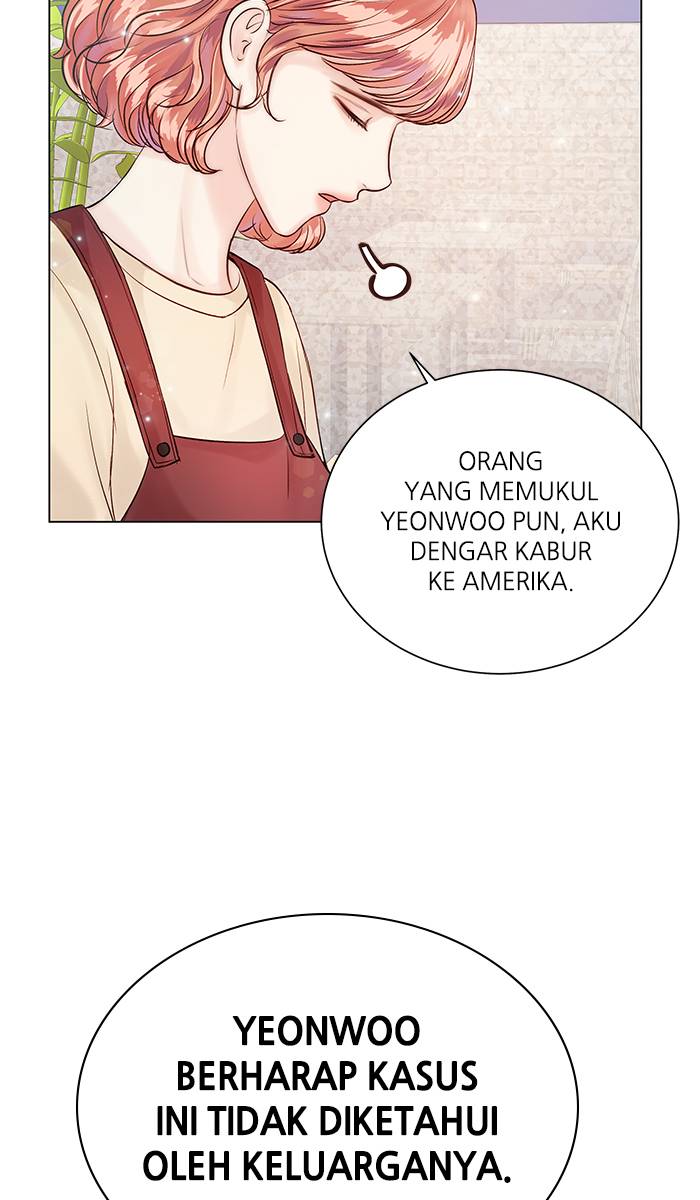 ORANG
YANG MEMUKUL
YEONWOO PUN, AKU
DENGAR KABUR
KE AMERIKA.
YEONWOO
BERHARAP KASUS
INI TIDAK DIKETAHUI
OLEH KELUARGANYA.